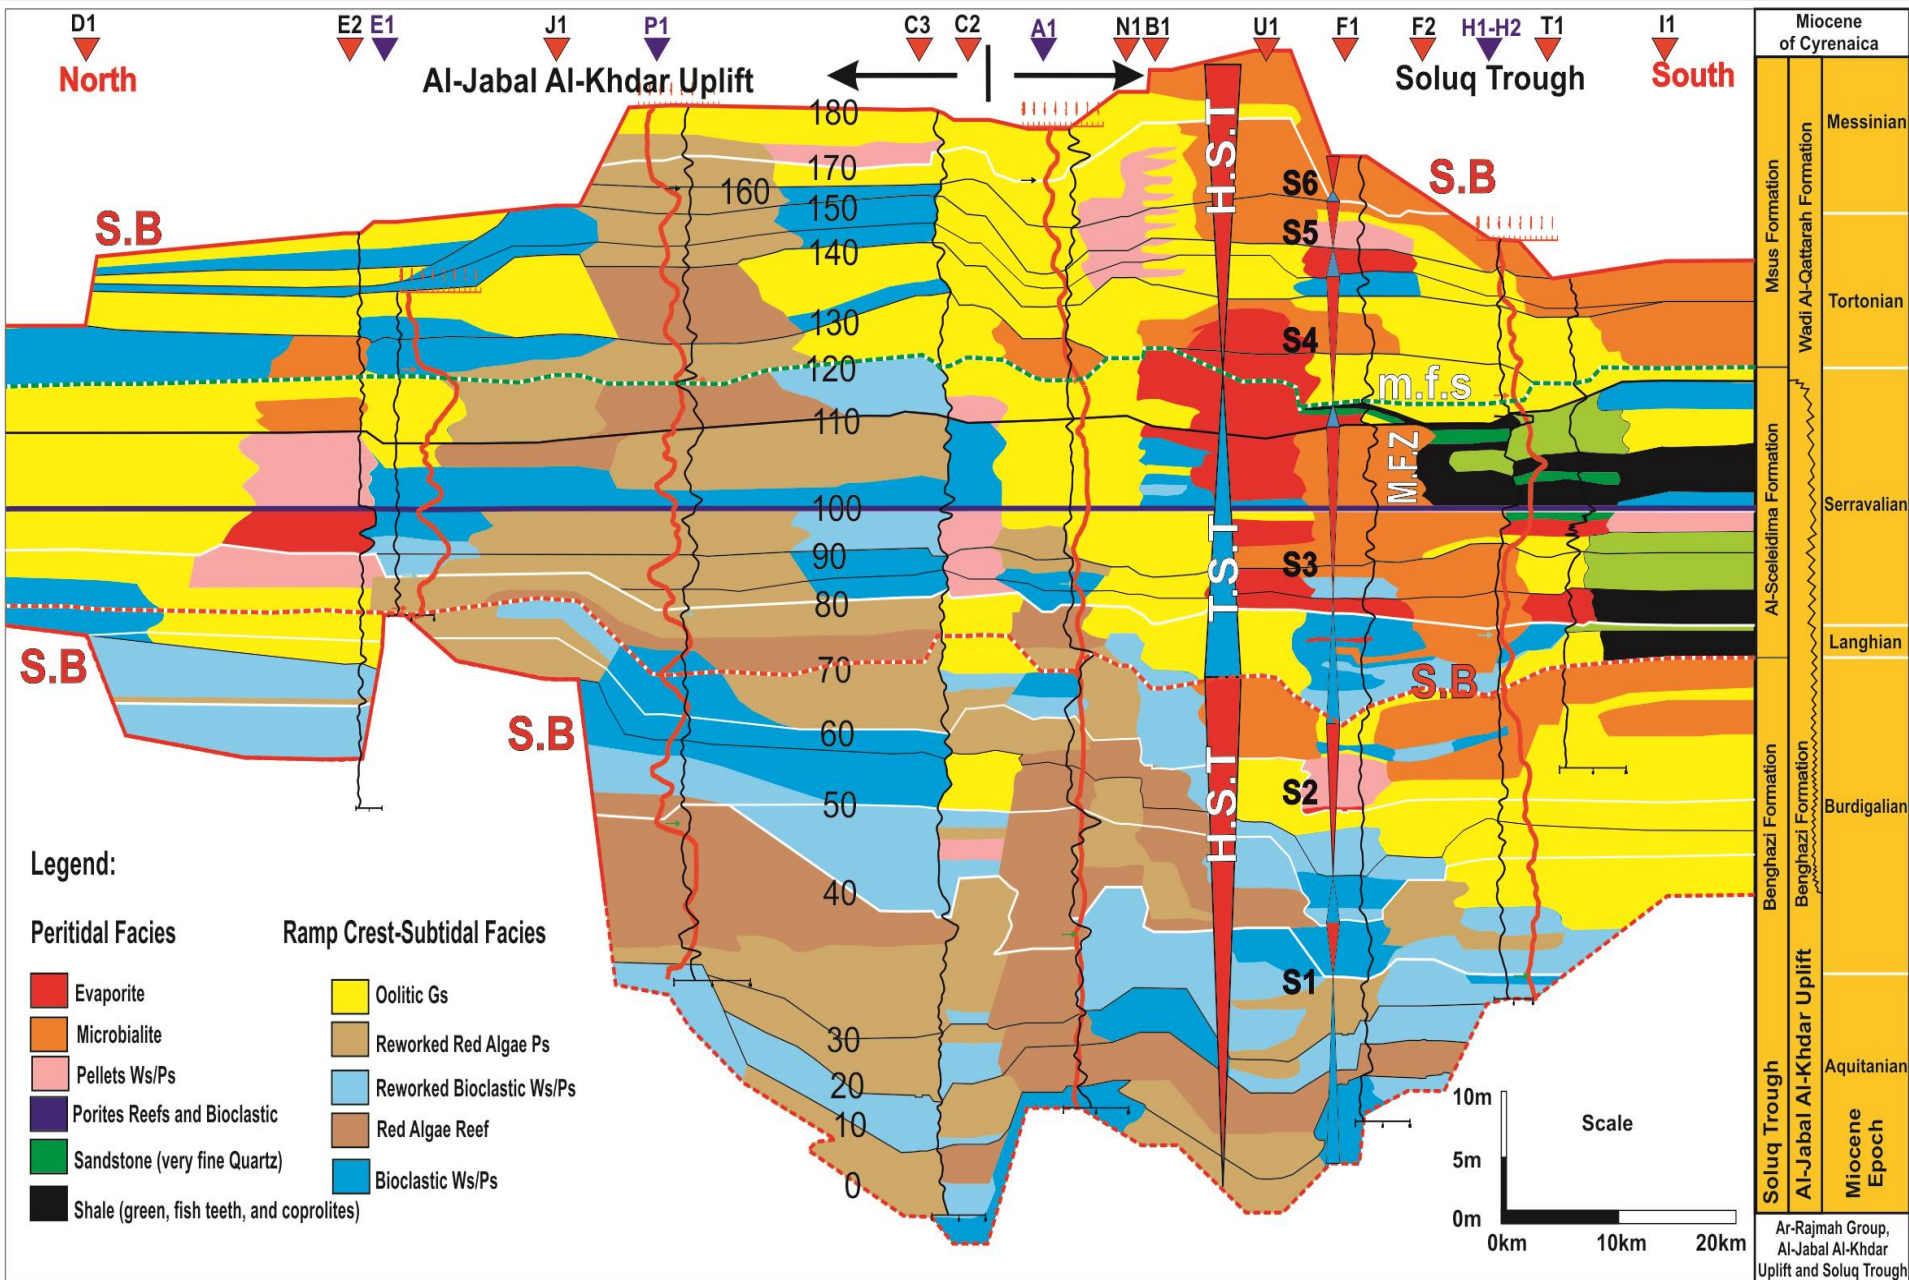 D1
E2
E1
J1
P1
C3
C2
A1
N1
B1
U1
F1
F2
H1-H2
T1
I1
Miocene
of Cyrenaica
North
Al-Jabal Al-Khdar Uplift
Soluq Trough
South
180
170
160
150
140
130
120
110
100
90
80
70
60
50
40
30
20
10
0
S.B
S.B
S.B
S.B
S.B
H.S.T
T.S.T
H.S.T
S6
S5
S4
S3
S2
S1
m.f.s
M.F.Z
Messinian
Tortonian
Serravalian
Langhian
Burdigalian
Aquitanian
Miocene
Epoch
Msus Formation
Wadi Al-Qattarah Formation
Al-Sceleidima Formation
Benghazi Formation
Benghazi Formation
Soluq Trough
Al-Jabal Al-Khdar Uplift
Ar-Rajmah Group,
Al-Jabal Al-Khdar
Uplift and Soluq Trough
Legend:
Peritidal Facies
Evaporite
Microbialite
Pellets Ws/Ps
Porites Reefs and Bioclastic
Sandstone (very fine Quartz)
Shale (green, fish teeth, and coprolites)
Ramp Crest-Subtidal Facies
Oolitic Gs
Reworked Red Algae Ps
Reworked Bioclastic Ws/Ps
Red Algae Reef
Bioclastic Ws/Ps
Scale
10m
5m
0m
0km
10km
20km